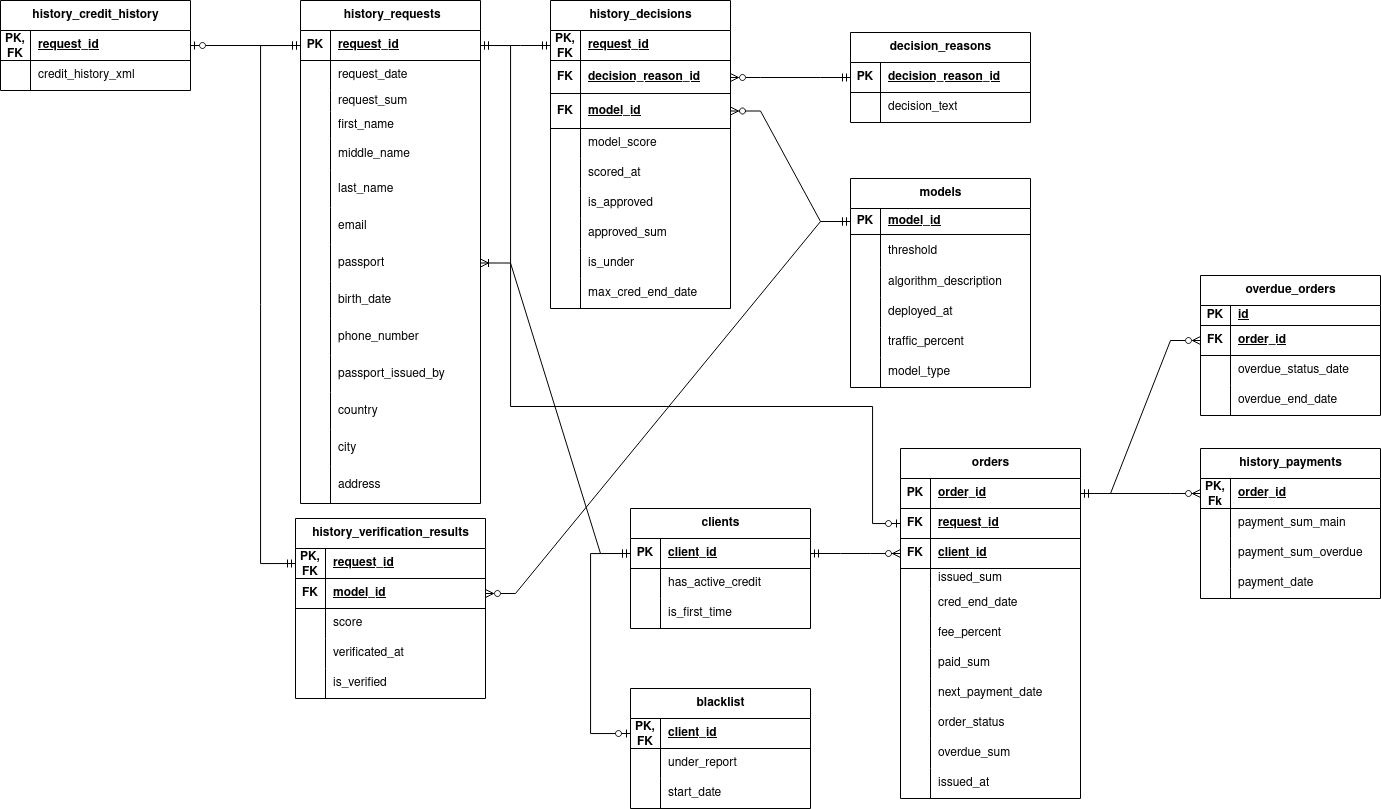 history_credit_history
PK,
FK
request_id
credit_history_xml
history_requests
PK
request_id
request_date
request_sum
first_name
middle_name
last_name
email
passport
birth_date
phone_number
passport_issued_by
country
city
address
history_decisions
PK,
FK
request_id
FK
decision_reason_id
FK
model_id
model_score
scored_at
is_approved
approved_sum
is_under
max_cred_end_date
decision_reasons
PK
decision_reason_id
decision_text
models
PK
model_id
threshold
algorithm_description
deployed_at
traffic_percent
model_type
overdue_orders
PK
id
FK
order_id
overdue_status_date
overdue_end_date
history_payments
PK,
Fk
order_id
payment_sum_main
payment_sum_overdue
payment_date
orders
PK
order_id
FK
request_id
FK
client_id
issued_sum
cred_end_date
fee_percent
paid_sum
next_payment_date
order_status
overdue_sum
issued_at
history_verification_results
PK,
FK
request_id
FK
model_id
score
verificated_at
is_verified
clients
PK
client_id
has_active_credit
is_first_time
blacklist
PK,
FK
client_id
under_report
start_date